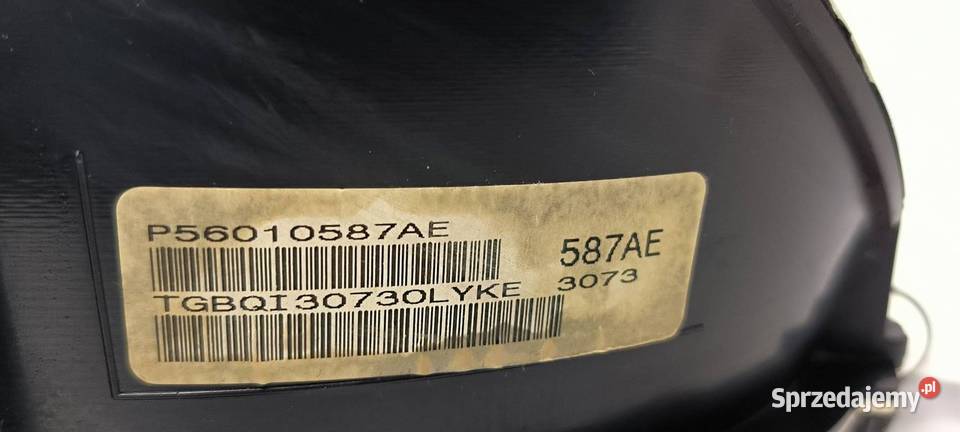 P56010587AE
587AE
3073
TGBQI30730LYKE
Sprzedajemy.pl